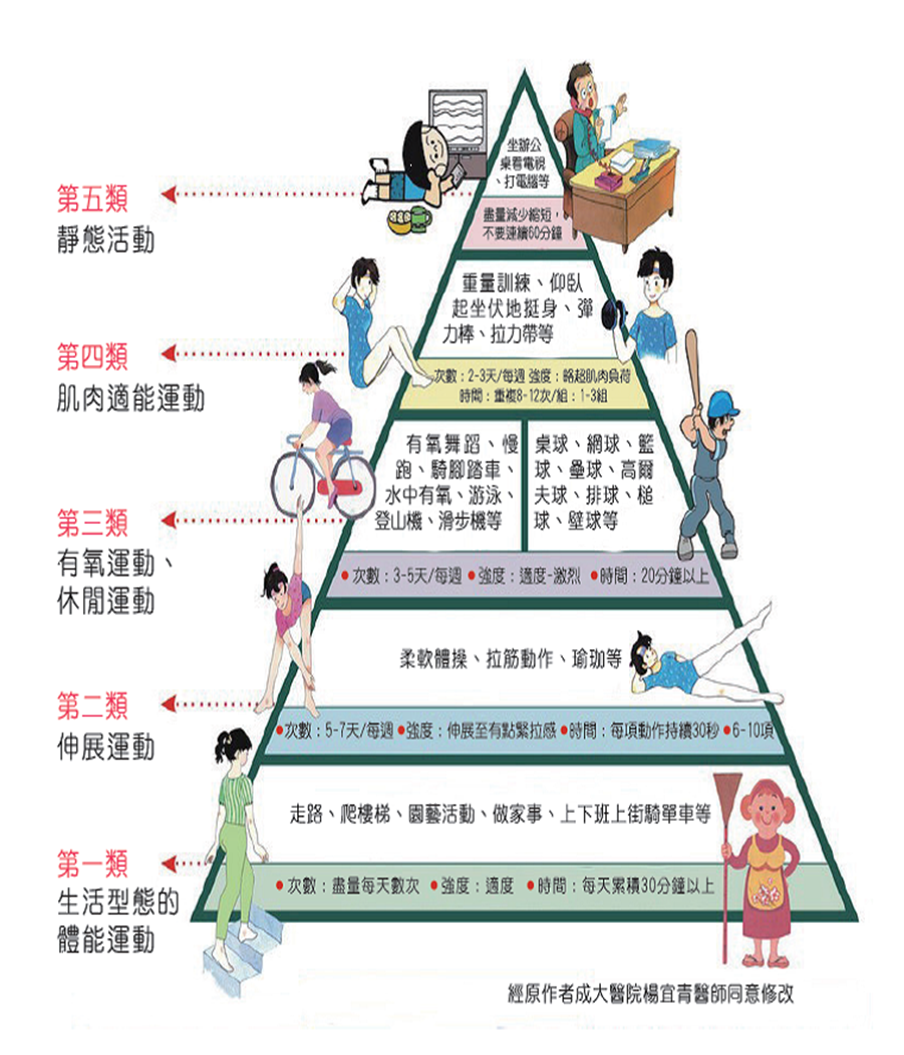 坐辦公
桌看電視
、打電腦等
盡量減少縮短，
不要連續60分鐘
第五類
靜態活動
重量訓練、仰臥
起坐伏地挺身、彈
力棒、拉力帶等
次數：2-3天/每週 強度：略超肌肉負荷
時間：重複8-12次/組：1-3組
第四類
肌肉適能運動
有氧舞蹈、慢
跑、騎腳踏車、
水中有氧、游泳、
登山機、滑步機等
桌球、網球、籃
球、壘球、高爾
夫球、排球、槌
球、壁球等
•次數：3-5天/每週 •強度：適度-激烈 •時間：20分鐘以上
第三類
有氧運動、
休閒運動
柔軟體操、拉筋動作、瑜珈等
•次數：5-7天/每週 •強度：伸展至有點緊拉感 •時間：每項動作持續30秒 •6-10項
第二類
伸展運動
走路、爬樓梯、園藝活動、做家事、上下班上街騎單車等
•次數：盡量每天數次 •強度：適度 •時間：每天累積30分鐘以上
第一類
生活型態的
體能運動
經原作者成大醫院楊宜青醫師同意修改